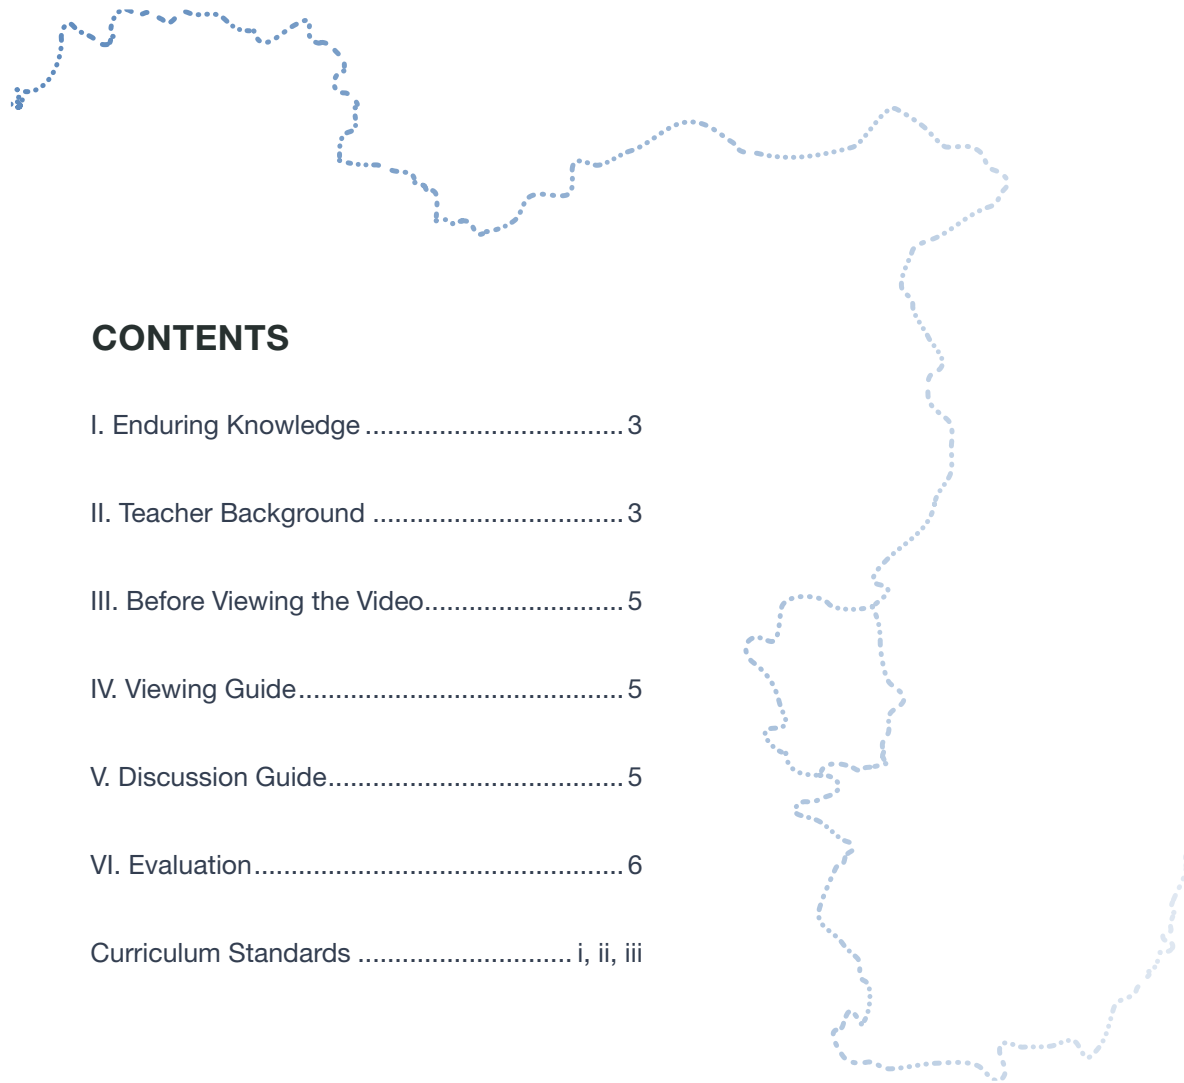 CONTENTS
I. Enduring Knowledge ................................... 3
II. Teacher Background .................................. 3
III. Before Viewing the Video........................... 5
IV. Viewing Guide............................................ 5
V. Discussion Guide........................................ 5
VI. Evaluation.................................................. 6
Curriculum Standards ............................. i, ii, iii